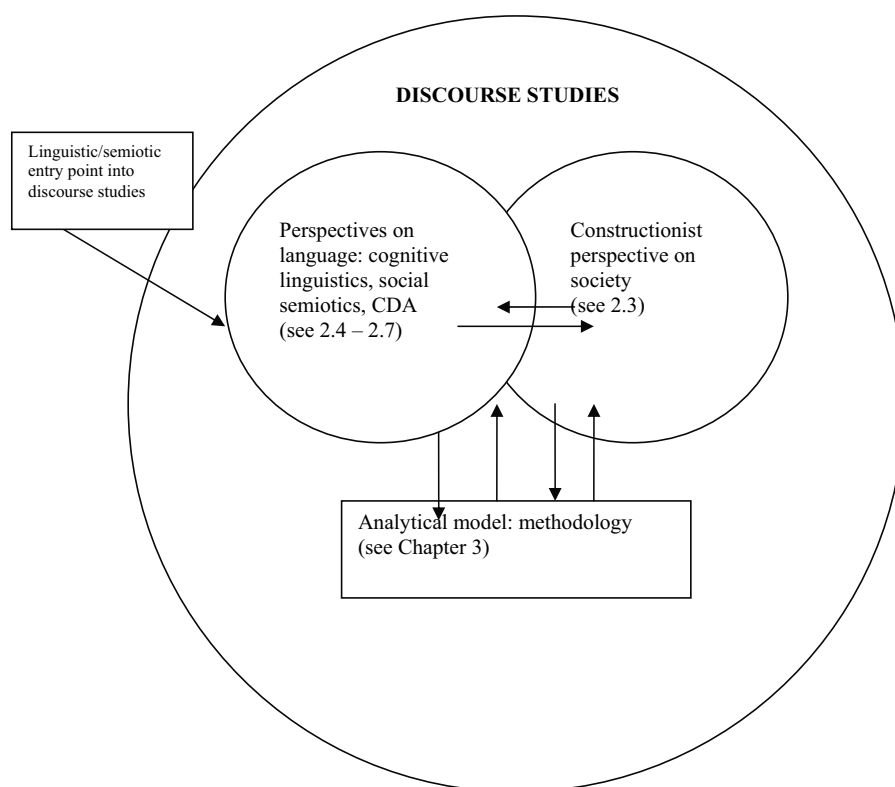 DISCOURSE STUDIES
Linguistic/semiotic
entry point into
discourse studies
Perspectives on
language: cognitive
linguistics, social
semiotics, CDA
(see 2.4 – 2.7)
Constructionist
perspective on
society
(see 2.3)
Analytical model: methodology
(see Chapter 3)